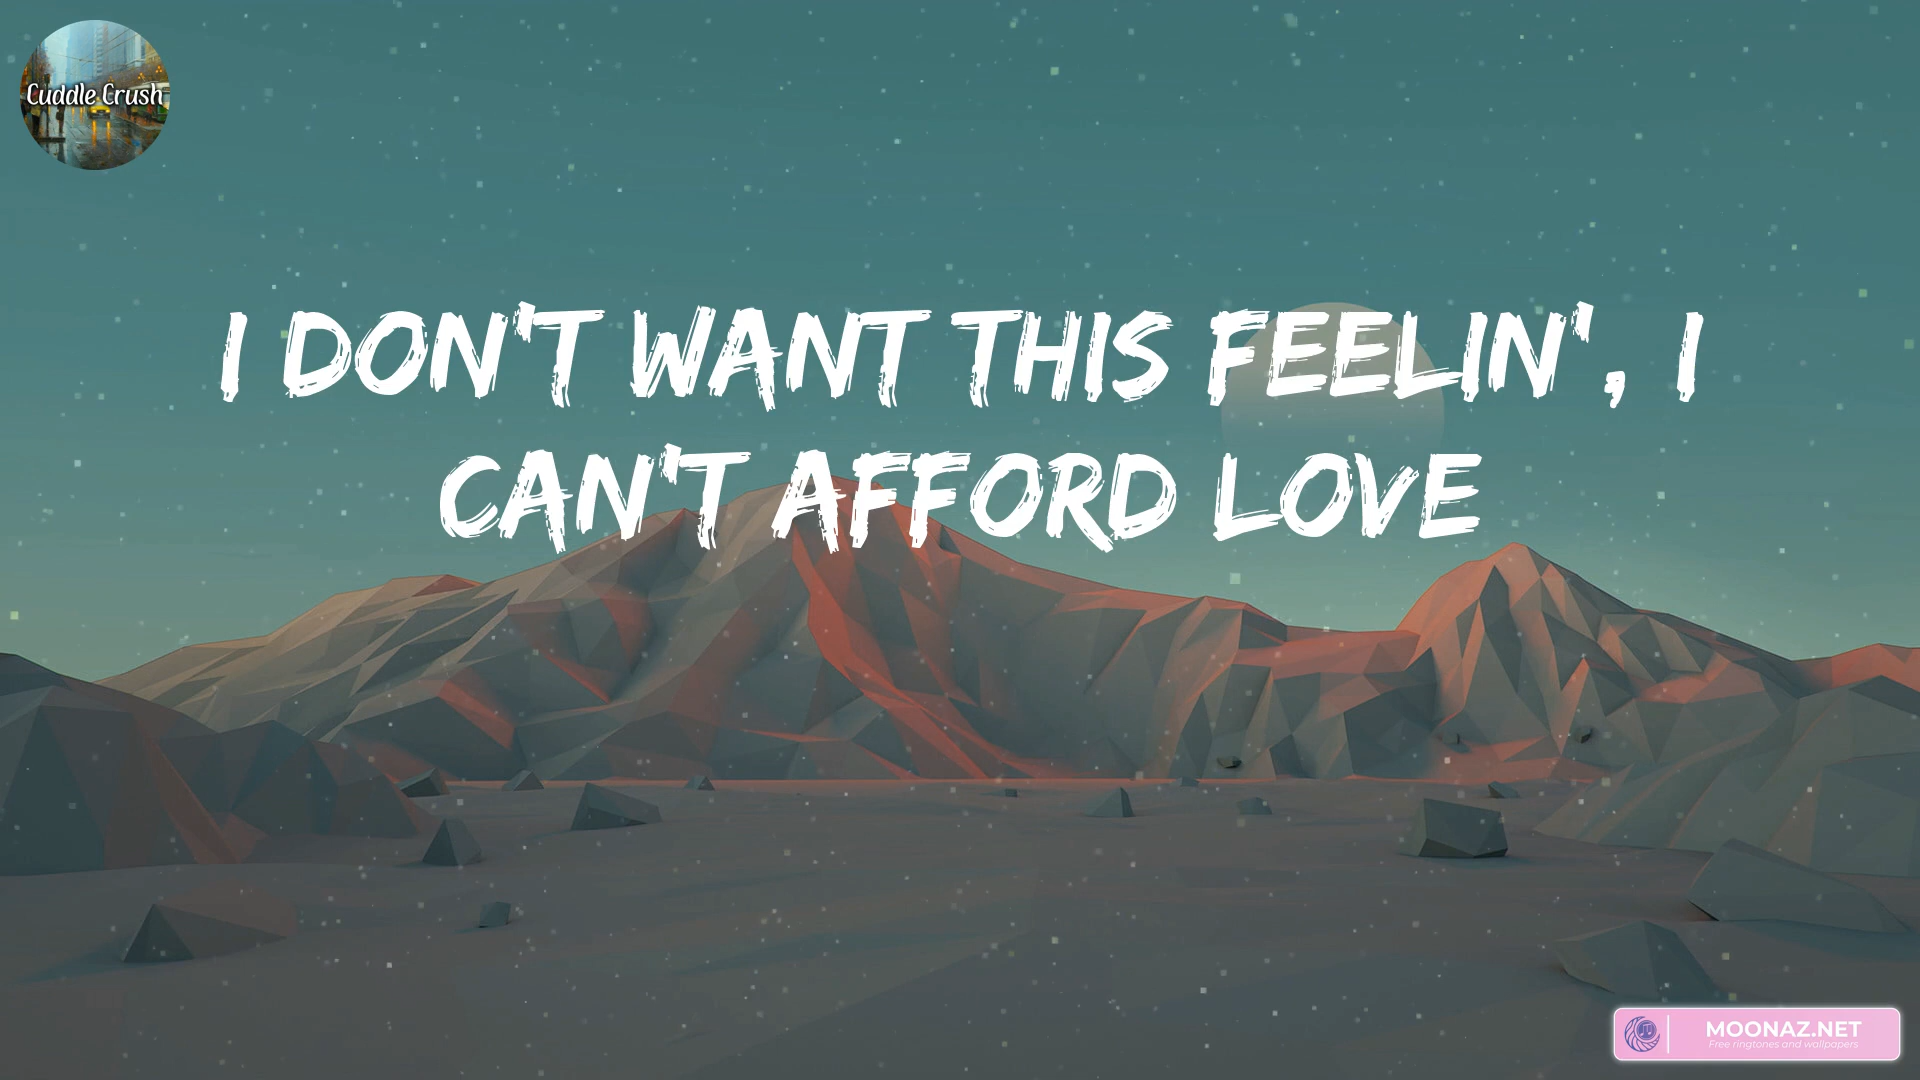 Cuddle Crush
I DON'T WANT THIS FEELIN', I
CAN'T AFFORD LOVE
MOONAZ.NET
Free ringtones and wallpapers